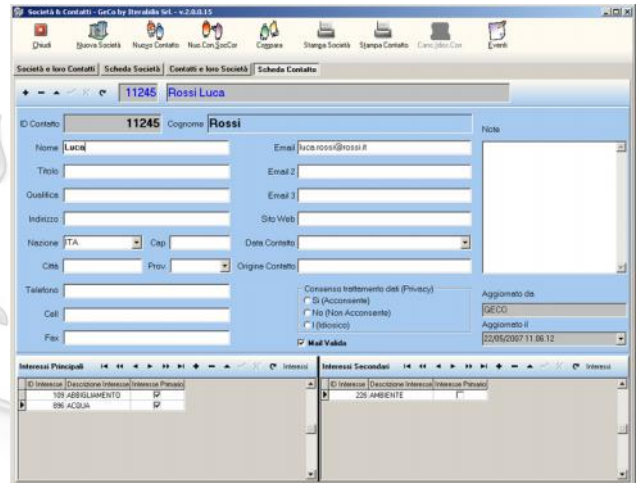 Società & Contatti - GeCo by Iterabilis SrL - v.2.0.0.15
Chiudi Nuova Società Nuovo Contatto Nuo.Con.SocCor Compara Stampa Società Stampa Contatto Eventi
Società e loro Contatti Scheda Società Contatti e loro Società Scheda Contatto
11245 Rossi Luca
ID Contatto 11245 Cognome Rossi
Note
Nome Luca Email luca.rossi@rossi.it
Titolo Email 2
Qualifica Email 3
Indirizzo Sito Web
Nazione ITA Cap Data Contatto
Città Prov. Origine Contatto
Telefono Consenso trattamento dati (Privacy)
Si (Acconsente)
Aggiornato da
Cell No (Non Acconsente)
GECO
I (Idiosico)
Aggiornato il
Fax Mail Valida 22/05/2007 11.06.12
Interessi Principali Interessi Interessi Secondari Interessi
ID Interesse Descrizione Interesse Interesse Primario ID Interesse Descrizione Interesse Interesse Primario
109 ABBIGLIAMENTO 226 AMBIENTE
896 ACQUA